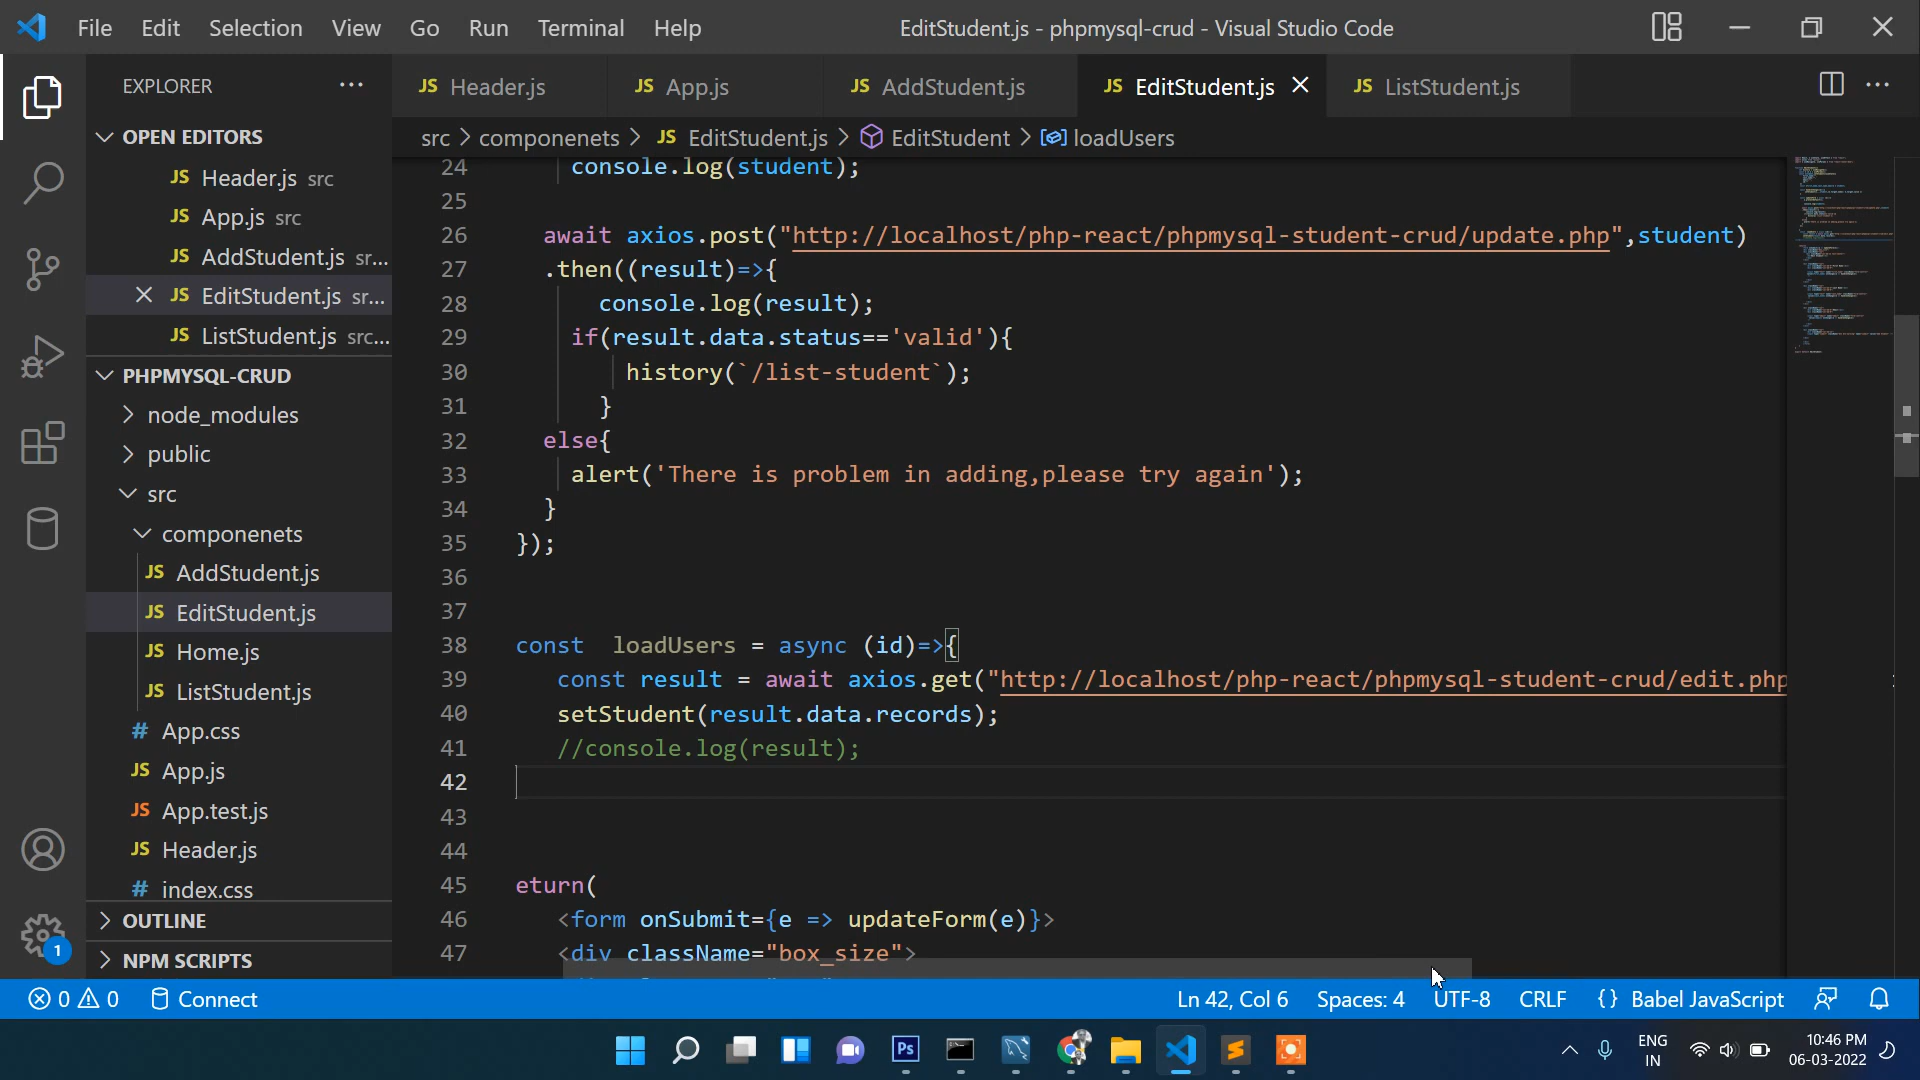 File Edit Selection View Go Run Terminal Help
EditStudent.js - phpmysql-crud - Visual Studio Code
EXPLORER
JS Header.js
JS App.js
JS AddStudent.js
JS EditStudent.js
JS ListStudent.js
OPEN EDITORS
JS Header.js src
JS App.js src
JS AddStudent.js sr...
JS EditStudent.js sr...
JS ListStudent.js src...
PHPMYSQL-CRUD
node_modules
public
src
componenets
JS AddStudent.js
JS EditStudent.js
JS Home.js
JS ListStudent.js
# App.css
JS App.js
JS App.test.js
JS Header.js
# index.css
OUTLINE
NPM SCRIPTS
1
src > componenets > JS EditStudent.js > EditStudent > loadUsers
24 console.log(student);
25
26 await axios.post("http://localhost/php-react/phpmysql-student-crud/update.php",student)
27 .then((result)=>{
28 console.log(result);
29 if(result.data.status=='valid'){
30 history(`/list-student`);
31 }
32 else{
33 alert('There is problem in adding,please try again');
34 }
35 });
36
37
38 const  loadUsers = async (id)=>{
39 const result = await axios.get("http://localhost/php-react/phpmysql-student-crud/edit.php
40 setStudent(result.data.records);
41 //console.log(result);
42
43
44
45 eturn(
46 <form onSubmit={e => updateForm(e)}>
47 <div className="box_size">
0 0 Connect
Ln 42, Col 6 Spaces: 4 UTF-8 CRLF {} Babel JavaScript
Ps
ENG
IN
10:46 PM
06-03-2022